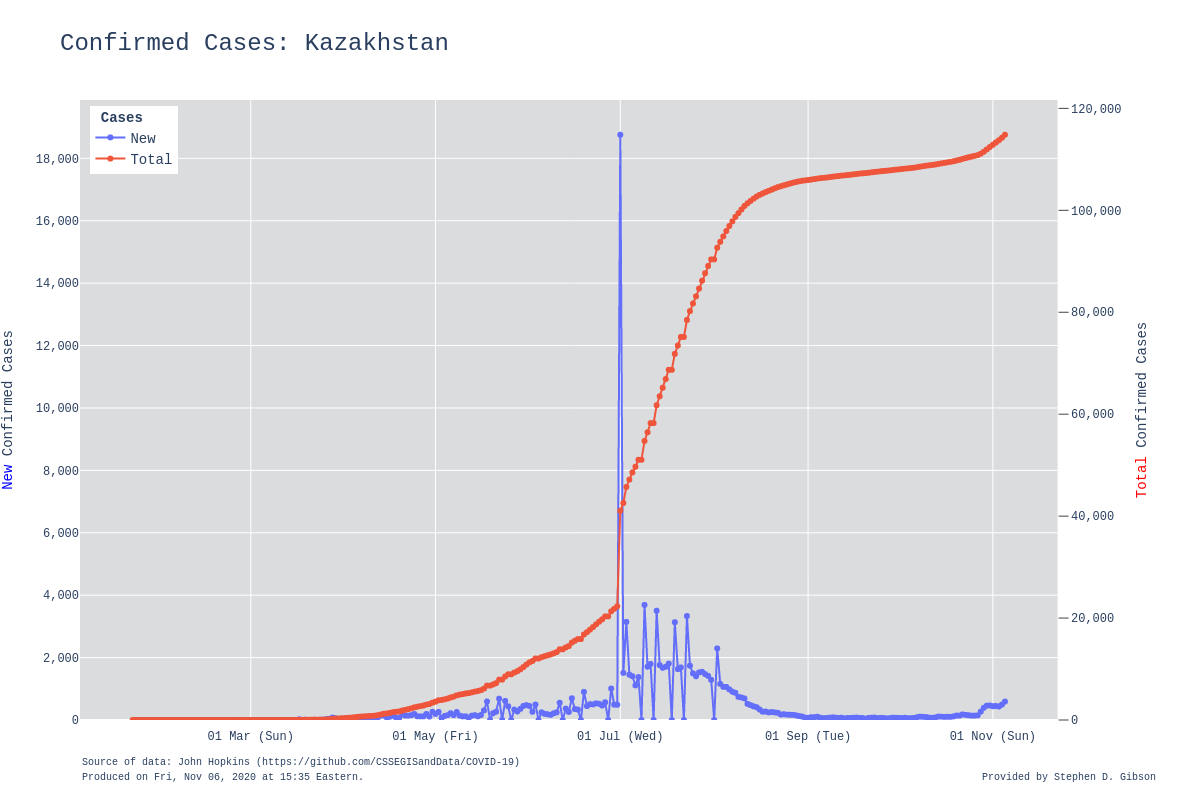 Confirmed Cases: Kazakhstan
Cases
New
Total
18,000
16,000
14,000
12,000
10,000
8,000
6,000
4,000
2,000
0
New Confirmed Cases
120,000
100,000
80,000
60,000
40,000
20,000
0
Total Confirmed Cases
01 Mar (Sun)
01 May (Fri)
01 Jul (Wed)
01 Sep (Tue)
01 Nov (Sun)
Source of data: John Hopkins (https://github.com/CSSEGISandData/COVID-19)
Produced on Fri, Nov 06, 2020 at 15:35 Eastern.
Provided by Stephen D. Gibson